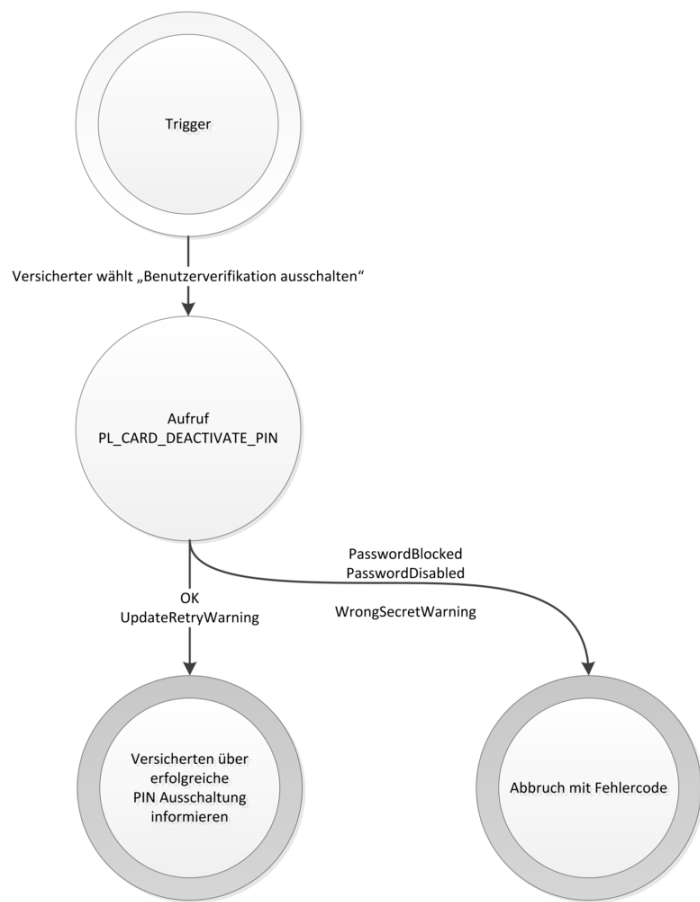 Trigger
Versicherter wählt „Benutzerverifikation ausschalten“
Aufruf
PL_CARD_DEACTIVATE_PIN
PasswordBlocked
PasswordDisabled
OK
UpdateRetryWarning
WrongSecretWarning
Versicherten über
erfolgreiche
PIN Ausschaltung
informieren
Abbruch mit Fehlercode